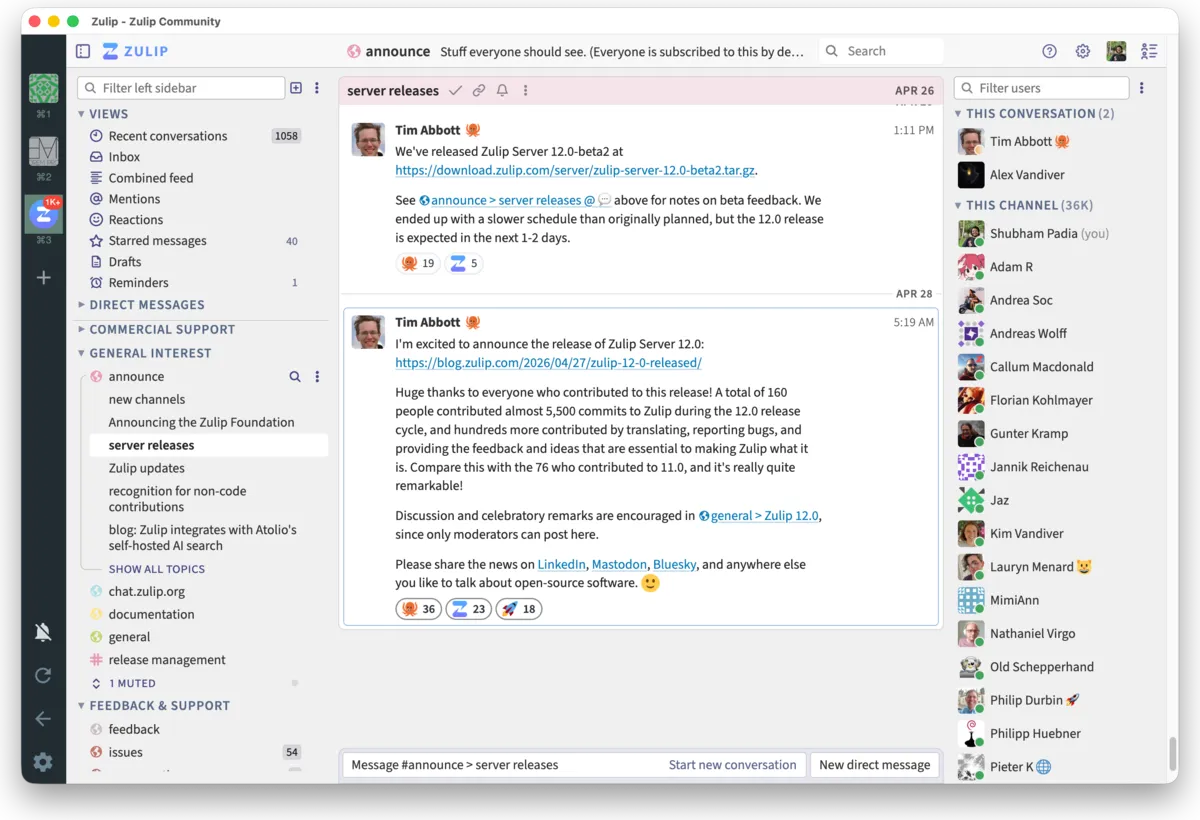 Zulip - Zulip Community
ZULIP
announce Stuff everyone should see. (Everyone is subscribed to this by de…
Search
⌘1
⌘2
1K+
⌘3
Filter left sidebar
VIEWS
Recent conversations 1058
Inbox
Combined feed
Mentions
Reactions
Starred messages 40
Drafts
Reminders 1
DIRECT MESSAGES
COMMERCIAL SUPPORT
GENERAL INTEREST
announce
new channels
Announcing the Zulip Foundation
server releases
Zulip updates
recognition for non-code
contributions
blog: Zulip integrates with Atolio's
self-hosted AI search
SHOW ALL TOPICS
chat.zulip.org
documentation
general
release management
1 MUTED
FEEDBACK & SUPPORT
feedback
issues 54
server releases APR 26
Tim Abbott 🐙 1:11 PM
We've released Zulip Server 12.0-beta2 at
https://download.zulip.com/server/zulip-server-12.0-beta2.tar.gz.
See announce > server releases @ 💬 above for notes on beta feedback. We
ended up with a slower schedule than originally planned, but the 12.0 release
is expected in the next 1-2 days.
🐙 19 5
APR 28
Tim Abbott 🐙 5:19 AM
I'm excited to announce the release of Zulip Server 12.0:
https://blog.zulip.com/2026/04/27/zulip-12-0-released/
Huge thanks to everyone who contributed to this release! A total of 160
people contributed almost 5,500 commits to Zulip during the 12.0 release
cycle, and hundreds more contributed by translating, reporting bugs, and
providing the feedback and ideas that are essential to making Zulip what it
is. Compare this with the 76 who contributed to 11.0, and it's really quite
remarkable!
Discussion and celebratory remarks are encouraged in general > Zulip 12.0,
since only moderators can post here.
Please share the news on LinkedIn, Mastodon, Bluesky, and anywhere else
you like to talk about open-source software. 🙂
🐙 36 23 🚀 18
Message #announce > server releases
Start new conversation
New direct message
Filter users
THIS CONVERSATION (2)
Tim Abbott 🐙
Alex Vandiver
THIS CHANNEL (36K)
Shubham Padia (you)
Adam R
Andrea Soc
Andreas Wolff
Callum Macdonald
Florian Kohlmayer
Gunter Kramp
Jannik Reichenau
Jaz
Kim Vandiver
Lauryn Menard 😺
MimiAnn
Nathaniel Virgo
Old Schepperhand
Philip Durbin 🚀
Philipp Huebner
Pieter K 🌐